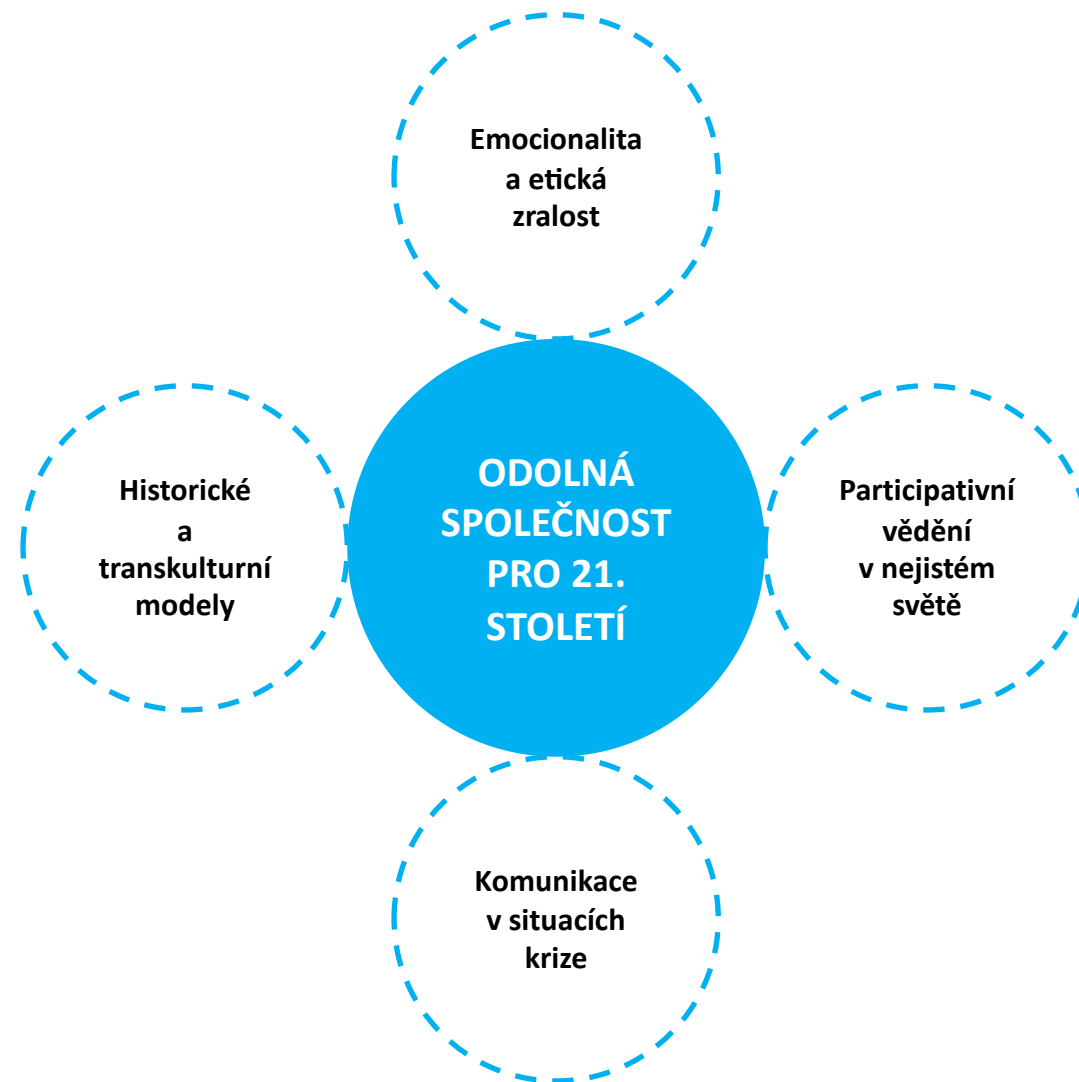 Emocionalita
a etická
zralost
Historické
a
transkulturní
modely
ODOLNÁ
SPOLEČNOST
PRO 21.
STOLETÍ
Participativní
vědění
v nejistém
světě
Komunikace
v situacích
krize